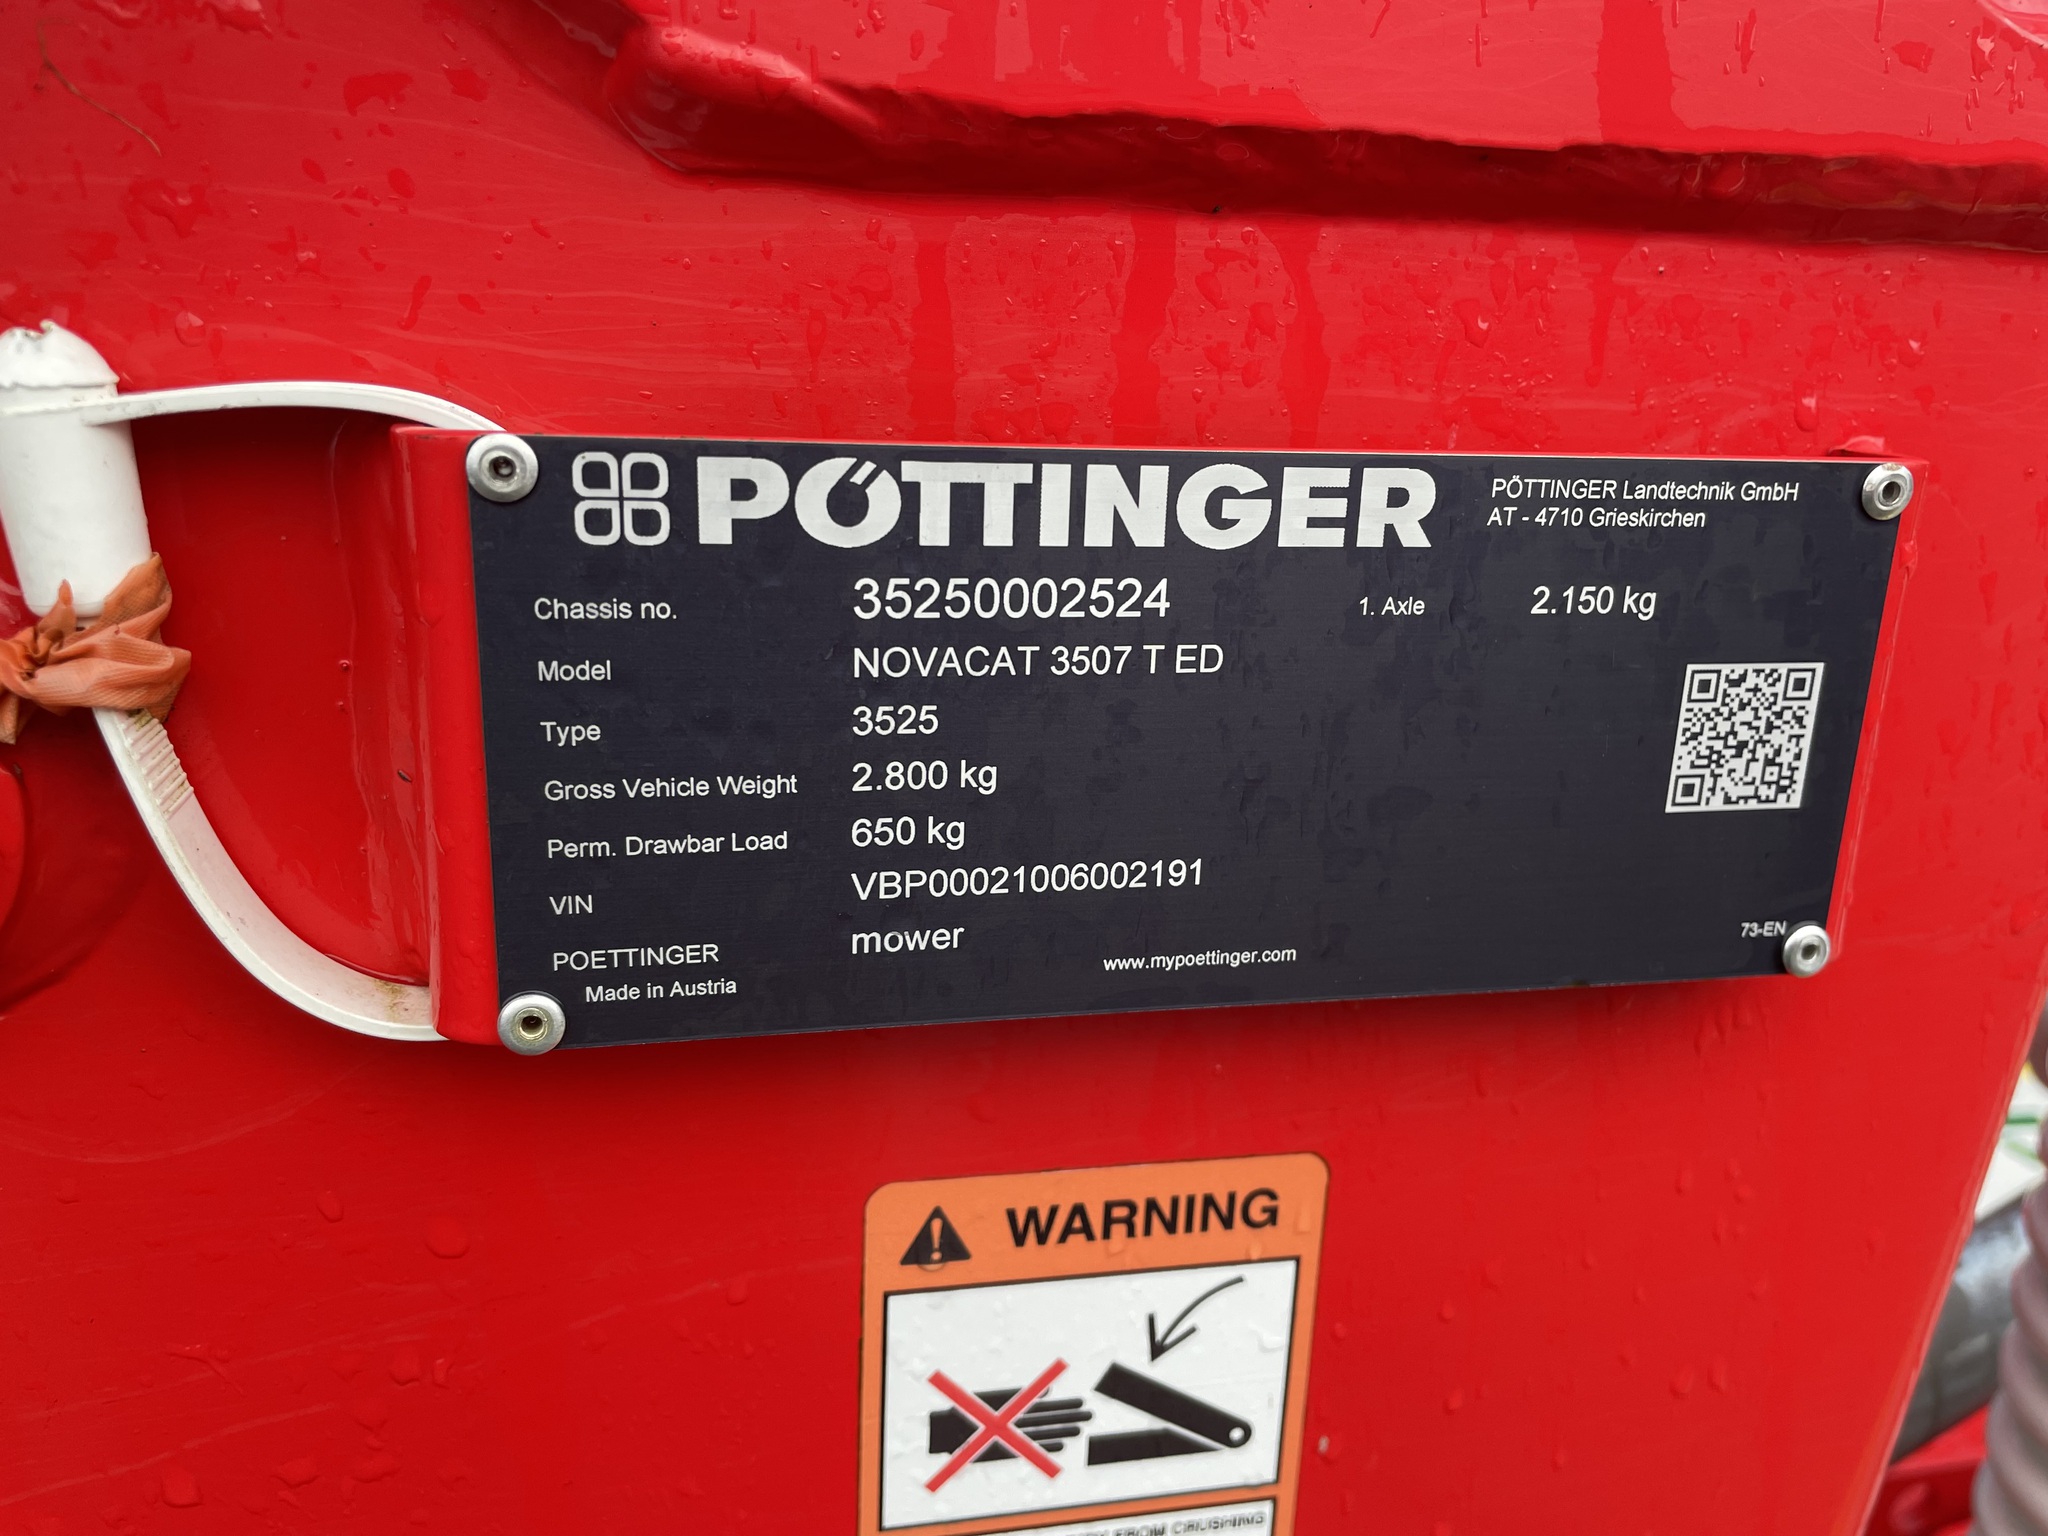 PÖTTINGER
PÖTTINGER Landtechnik GmbH
AT - 4710 Grieskirchen
Chassis no. 35250002524 1. Axle 2.150 kg
Model NOVACAT 3507 T ED
Type 3525
Gross Vehicle Weight 2.800 kg
Perm. Drawbar Load 650 kg
VIN VBP00021006002191
POETTINGER mower
Made in Austria www.mypoettinger.com
73-EN
WARNING
FROM CRUSHING